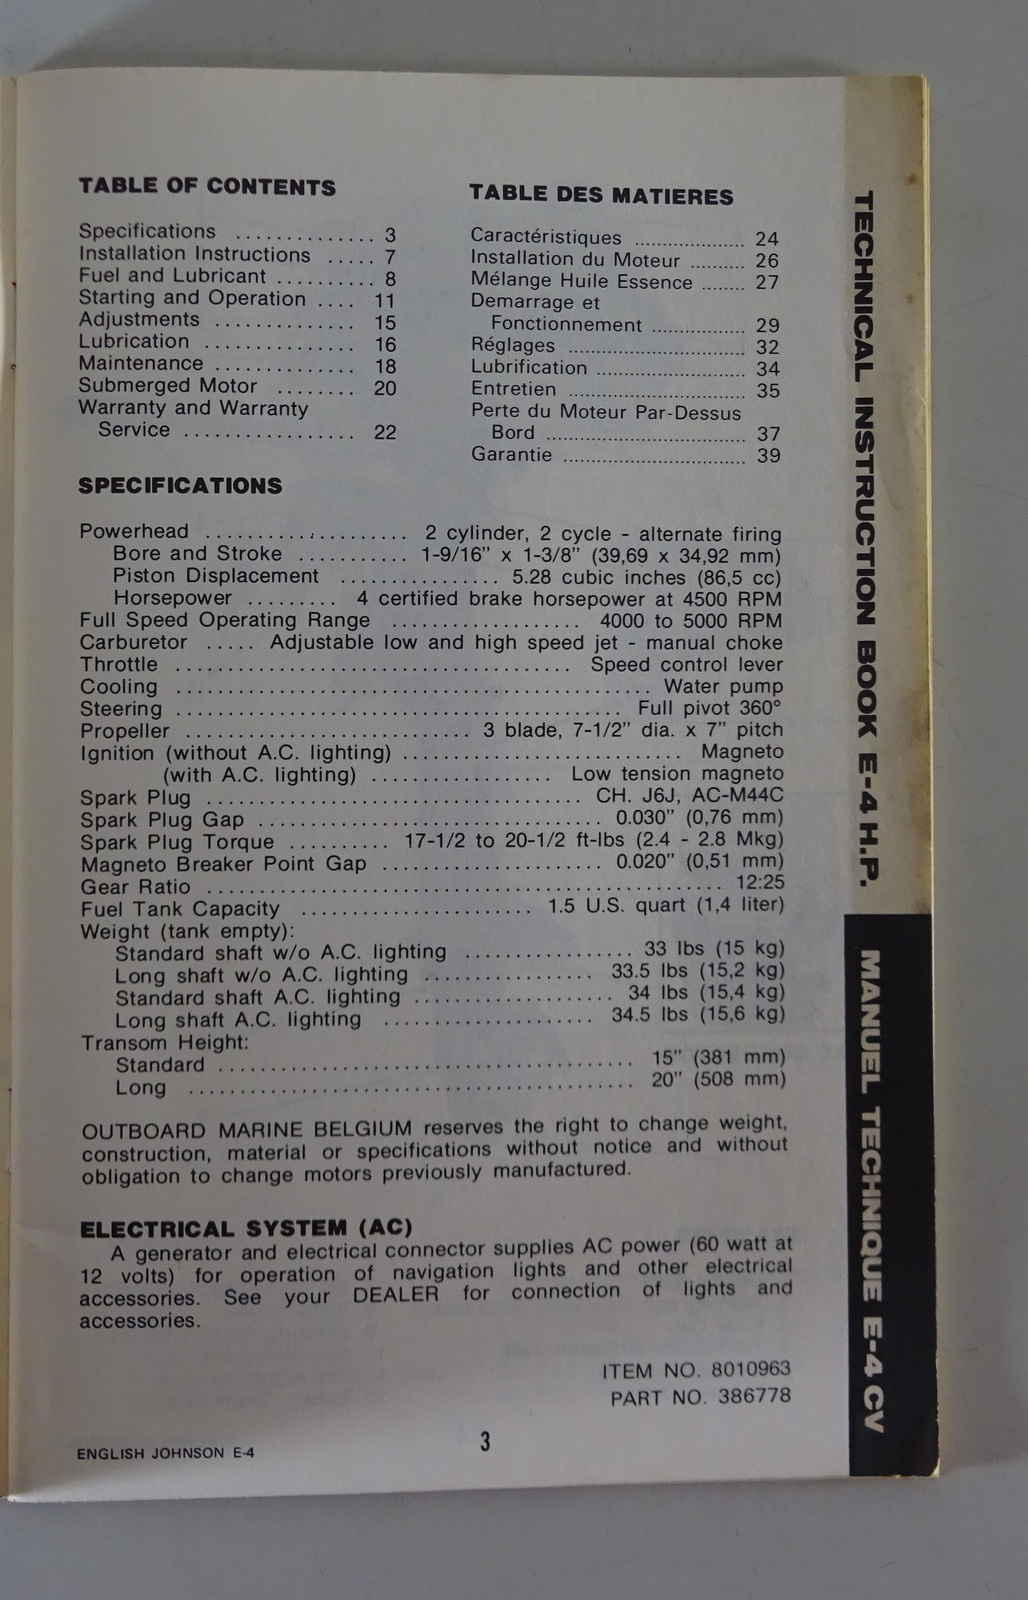 TABLE OF CONTENTS
Specifications .............. 3
Installation Instructions ..... 7
Fuel and Lubricant .......... 8
Starting and Operation .... 11
Adjustments .............. 15
Lubrication ............... 16
Maintenance .............. 18
Submerged Motor ........ 20
Warranty and Warranty
Service ................. 22
TABLE DES MATIERES
Caractéristiques .................... 24
Installation du Moteur .......... 26
Mélange Huile Essence ........ 27
Demarrage et
Fonctionnement ................. 29
Réglages ................................ 32
Lubrification ........................... 34
Entretien ................................ 35
Perte du Moteur Par-Dessus
Bord .................................... 37
Garantie ................................. 39
SPECIFICATIONS
Powerhead .................... 2 cylinder, 2 cycle - alternate firing
Bore and Stroke .......... 1-9/16" x 1-3/8" (39,69 x 34,92 mm)
Piston Displacement ............... 5.28 cubic inches (86,5 cc)
Horsepower ......... 4 certified brake horsepower at 4500 RPM
Full Speed Operating Range ................... 4000 to 5000 RPM
Carburetor ..... Adjustable low and high speed jet - manual choke
Throttle ....................................... Speed control lever
Cooling ............................................... Water pump
Steering ............................................ Full pivot 360°
Propeller ............................ 3 blade, 7-1/2" dia. x 7" pitch
Ignition (without A.C. lighting) ............................ Magneto
(with A.C. lighting) .................. Low tension magneto
Spark Plug ..................................... CH. J6J, AC-M44C
Spark Plug Gap .................................. 0.030" (0,76 mm)
Spark Plug Torque .......... 17-1/2 to 20-1/2 ft-lbs (2.4 - 2.8 Mkg)
Magneto Breaker Point Gap ...................... 0.020" (0,51 mm)
Gear Ratio ................................................... 12:25
Fuel Tank Capacity ....................... 1.5 U.S. quart (1,4 liter)
Weight (tank empty):
Standard shaft w/o A.C. lighting ................. 33 lbs (15 kg)
Long shaft w/o A.C. lighting ................. 33.5 lbs (15,2 kg)
Standard shaft A.C. lighting .................... 34 lbs (15,4 kg)
Long shaft A.C. lighting ..................... 34.5 lbs (15,6 kg)
Transom Height:
Standard ......................................... 15" (381 mm)
Long ............................................ 20" (508 mm)
OUTBOARD MARINE BELGIUM reserves the right to change weight,
construction, material or specifications without notice and without
obligation to change motors previously manufactured.
ELECTRICAL SYSTEM (AC)
A generator and electrical connector supplies AC power (60 watt at
12 volts) for operation of navigation lights and other electrical
accessories. See your DEALER for connection of lights and
accessories.
ITEM NO. 8010963
PART NO. 386778
ENGLISH JOHNSON E-4
3
TECHNICAL INSTRUCTION BOOK E-4 H.P.
MANUEL TECHNIQUE E-4 CV